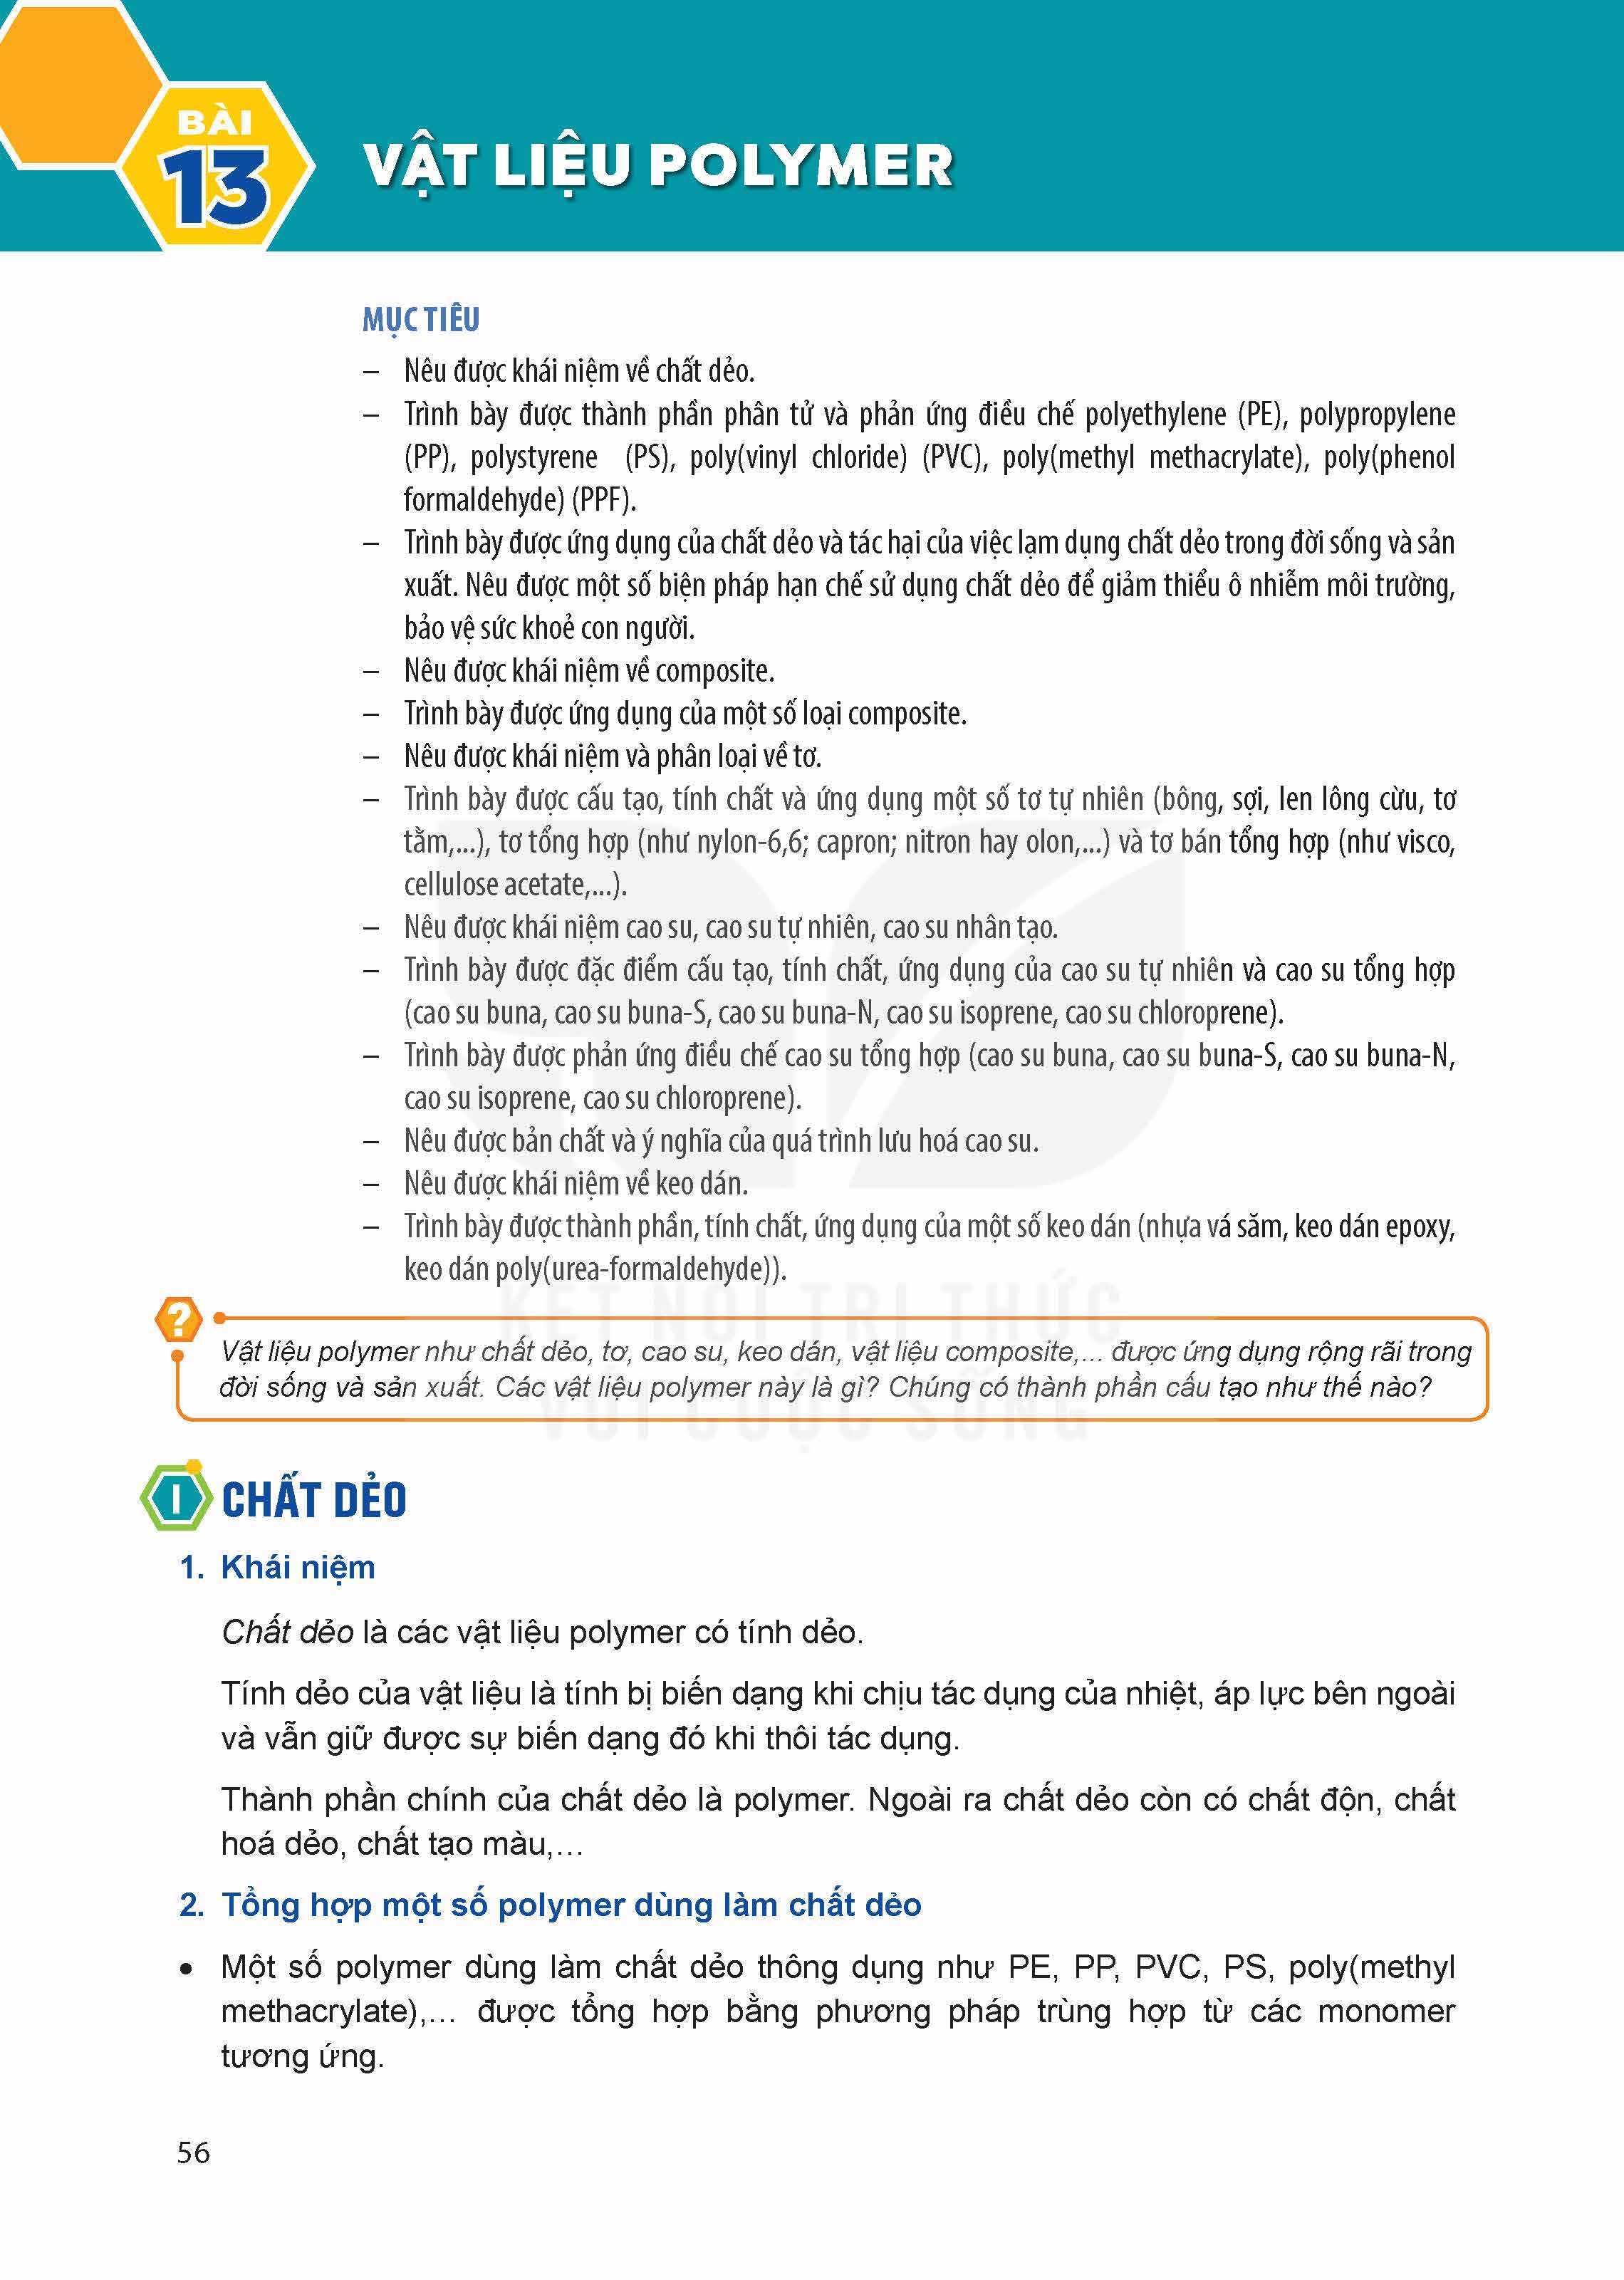 BÀI
13
VẬT LIỆU POLYMER
MỤC TIÊU
– Nêu được khái niệm về chất dẻo.
– Trình bày được thành phần phân tử và phản ứng điều chế polyethylene (PE), polypropylene
(PP), polystyrene (PS), poly(vinyl chloride) (PVC), poly(methyl methacrylate), poly(phenol
formaldehyde) (PPF).
– Trình bày được ứng dụng của chất dẻo và tác hại của việc lạm dụng chất dẻo trong đời sống và sản
xuất. Nêu được một số biện pháp hạn chế sử dụng chất dẻo để giảm thiểu ô nhiễm môi trường,
bảo vệ sức khoẻ con người.
– Nêu được khái niệm về composite.
– Trình bày được ứng dụng của một số loại composite.
– Nêu được khái niệm và phân loại về tơ.
– Trình bày được cấu tạo, tính chất và ứng dụng một số tơ tự nhiên (bông, sợi, len lông cừu, tơ
tằm,...), tơ tổng hợp (như nylon-6,6; capron; nitron hay olon,...) và tơ bán tổng hợp (như visco,
cellulose acetate,...).
– Nêu được khái niệm cao su, cao su tự nhiên, cao su nhân tạo.
– Trình bày được đặc điểm cấu tạo, tính chất, ứng dụng của cao su tự nhiên và cao su tổng hợp
(cao su buna, cao su buna-S, cao su buna-N, cao su isoprene, cao su chloroprene).
– Trình bày được phản ứng điều chế cao su tổng hợp (cao su buna, cao su buna-S, cao su buna-N,
cao su isoprene, cao su chloroprene).
– Nêu được bản chất và ý nghĩa của quá trình lưu hoá cao su.
– Nêu được khái niệm về keo dán.
– Trình bày được thành phần, tính chất, ứng dụng của một số keo dán (nhựa vá săm, keo dán epoxy,
keo dán poly(urea-formaldehyde)).
KẾT NỐI TRI THỨC
?
Vật liệu polymer như chất dẻo, tơ, cao su, keo dán, vật liệu composite,... được ứng dụng rộng rãi trong
đời sống và sản xuất. Các vật liệu polymer này là gì? Chúng có thành phần cấu tạo như thế nào?
VỚI CUỘC SỐNG
I CHẤT DẺO
1. Khái niệm
Chất dẻo là các vật liệu polymer có tính dẻo.
Tính dẻo của vật liệu là tính bị biến dạng khi chịu tác dụng của nhiệt, áp lực bên ngoài
và vẫn giữ được sự biến dạng đó khi thôi tác dụng.
Thành phần chính của chất dẻo là polymer. Ngoài ra chất dẻo còn có chất độn, chất
hoá dẻo, chất tạo màu,...
2. Tổng hợp một số polymer dùng làm chất dẻo
• Một số polymer dùng làm chất dẻo thông dụng như PE, PP, PVC, PS, poly(methyl
methacrylate),... được tổng hợp bằng phương pháp trùng hợp từ các monomer
tương ứng.
56